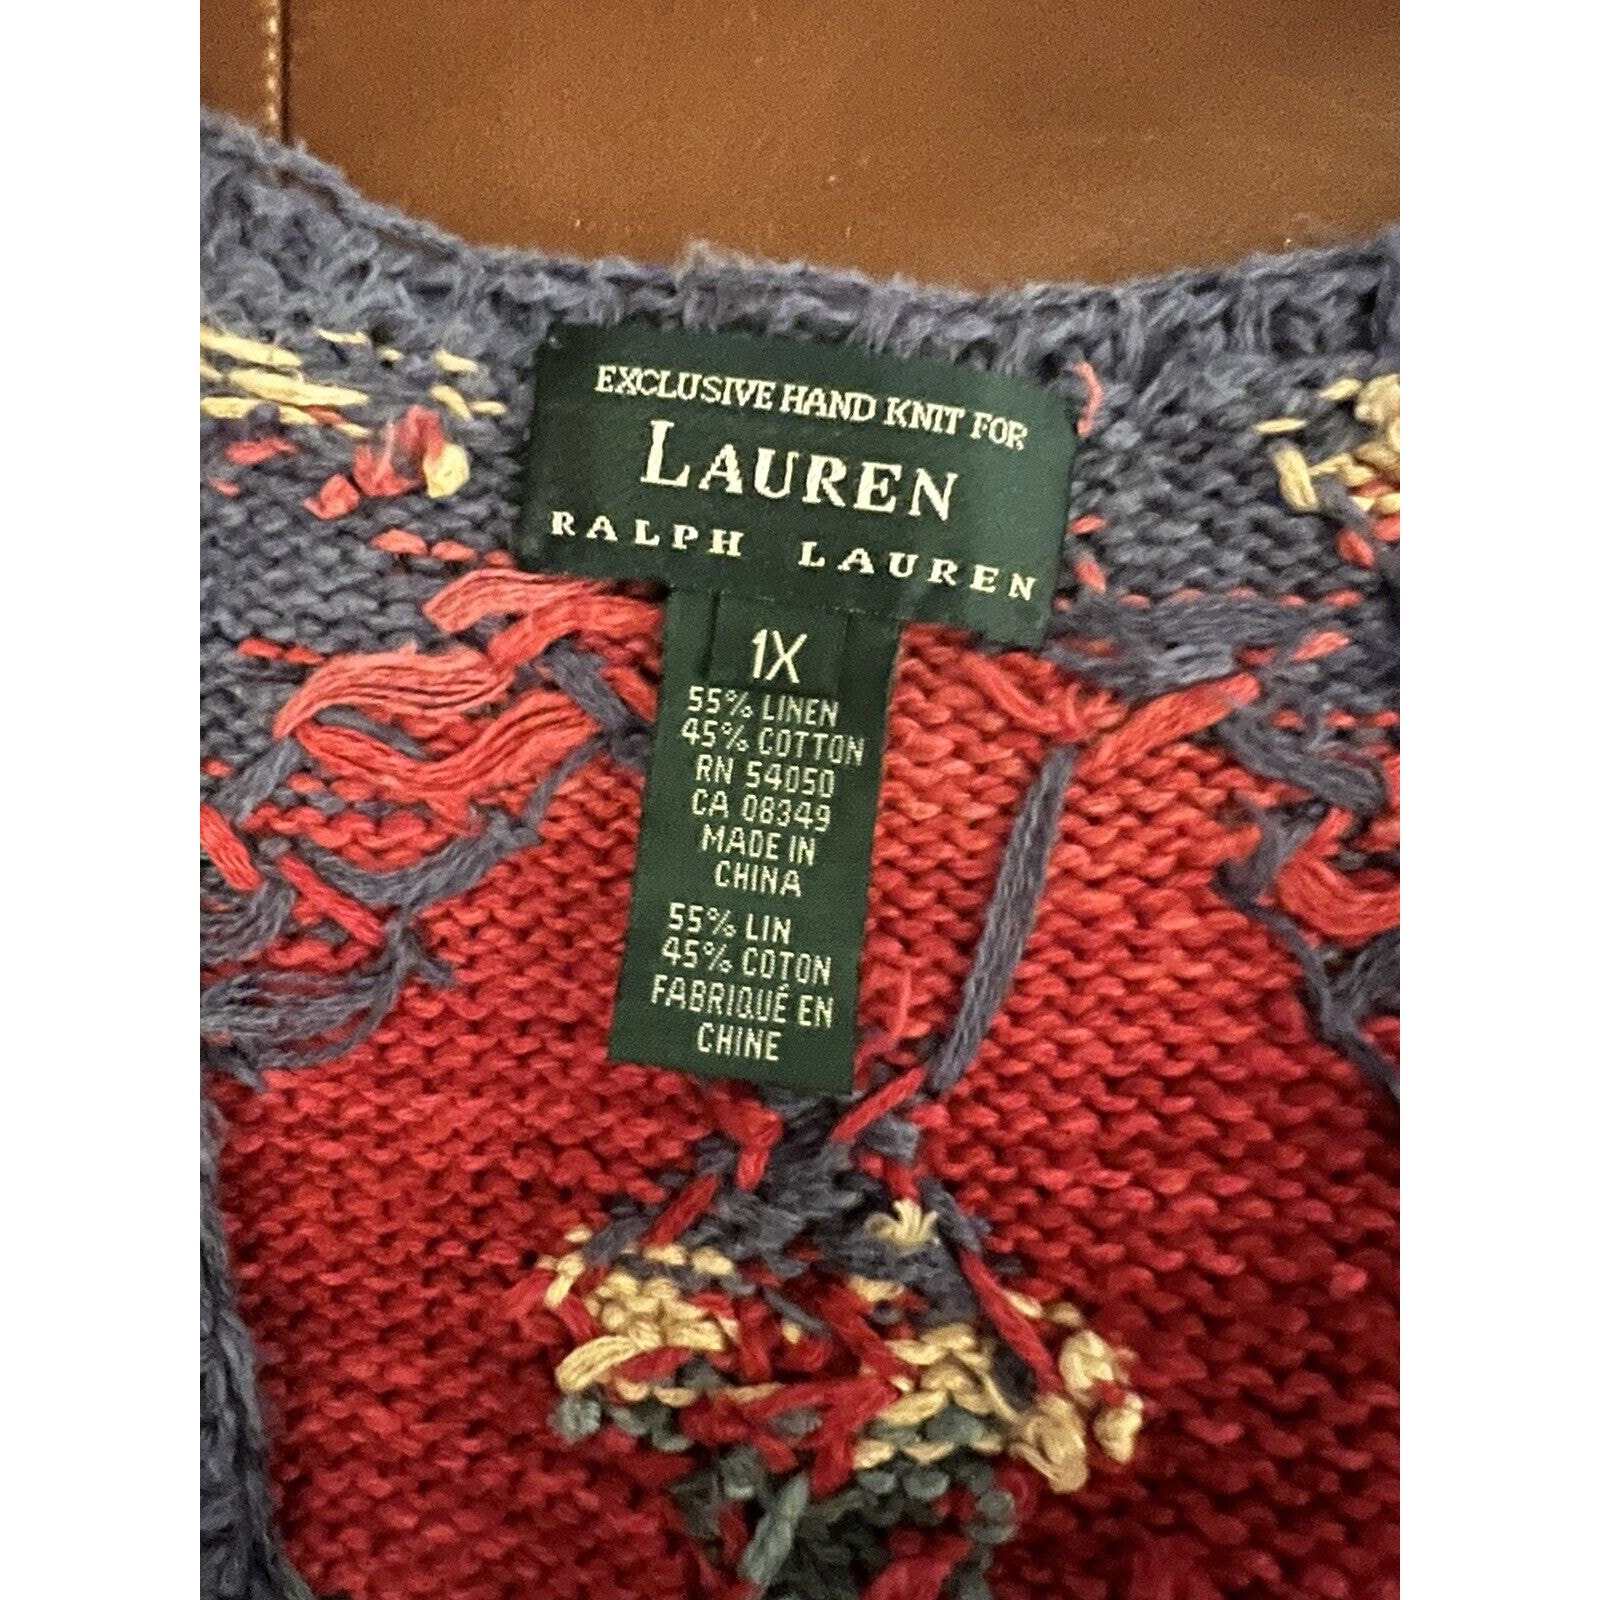 EXCLUSIVE HAND KNIT FOR
LAUREN
RALPH LAUREN
1X
55% LINEN
45% COTTON
RN 54050
CA 08349
MADE IN
CHINA
55% LIN
45% COTON
FABRIQUÉ EN
CHINE